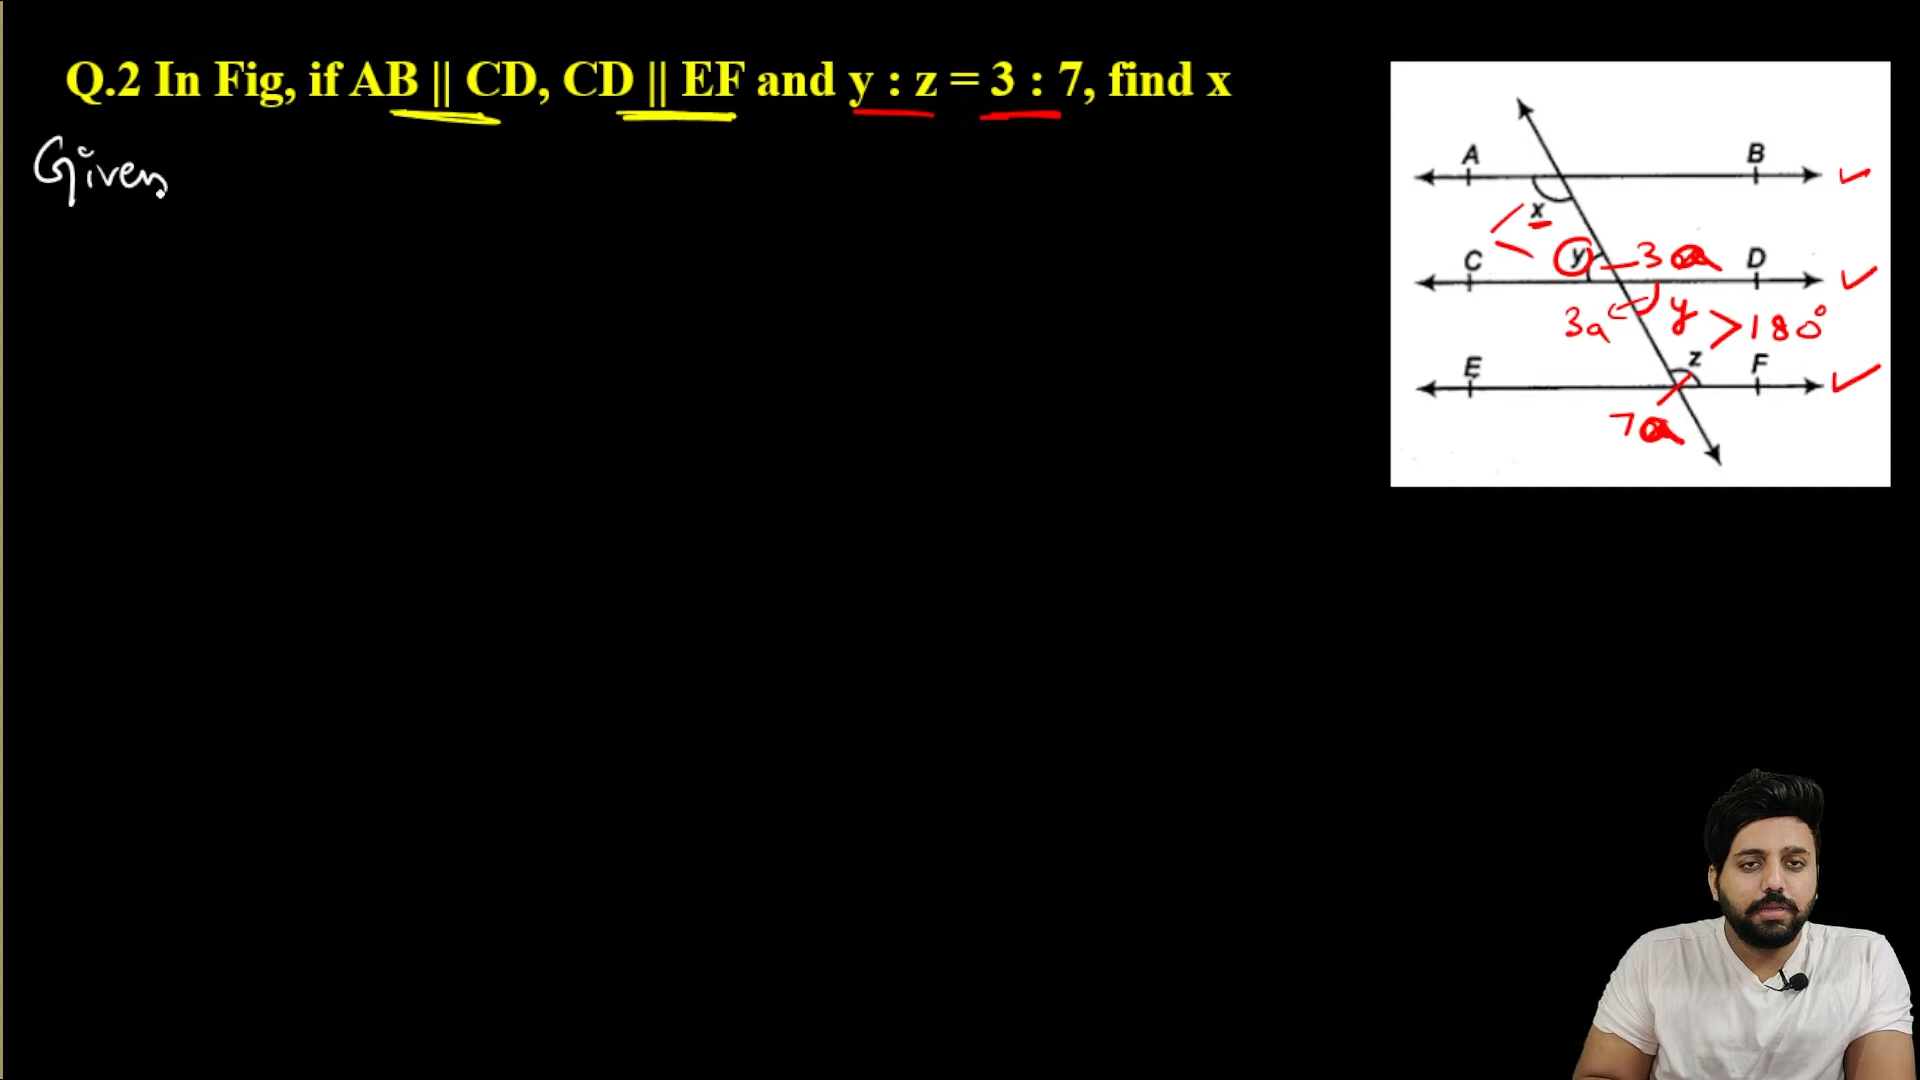 Q.2 In Fig, if AB || CD, CD || EF and y : z = 3 : 7, find x
Given
A B
x
C y 3a D
3a y 180°
E z F
7a